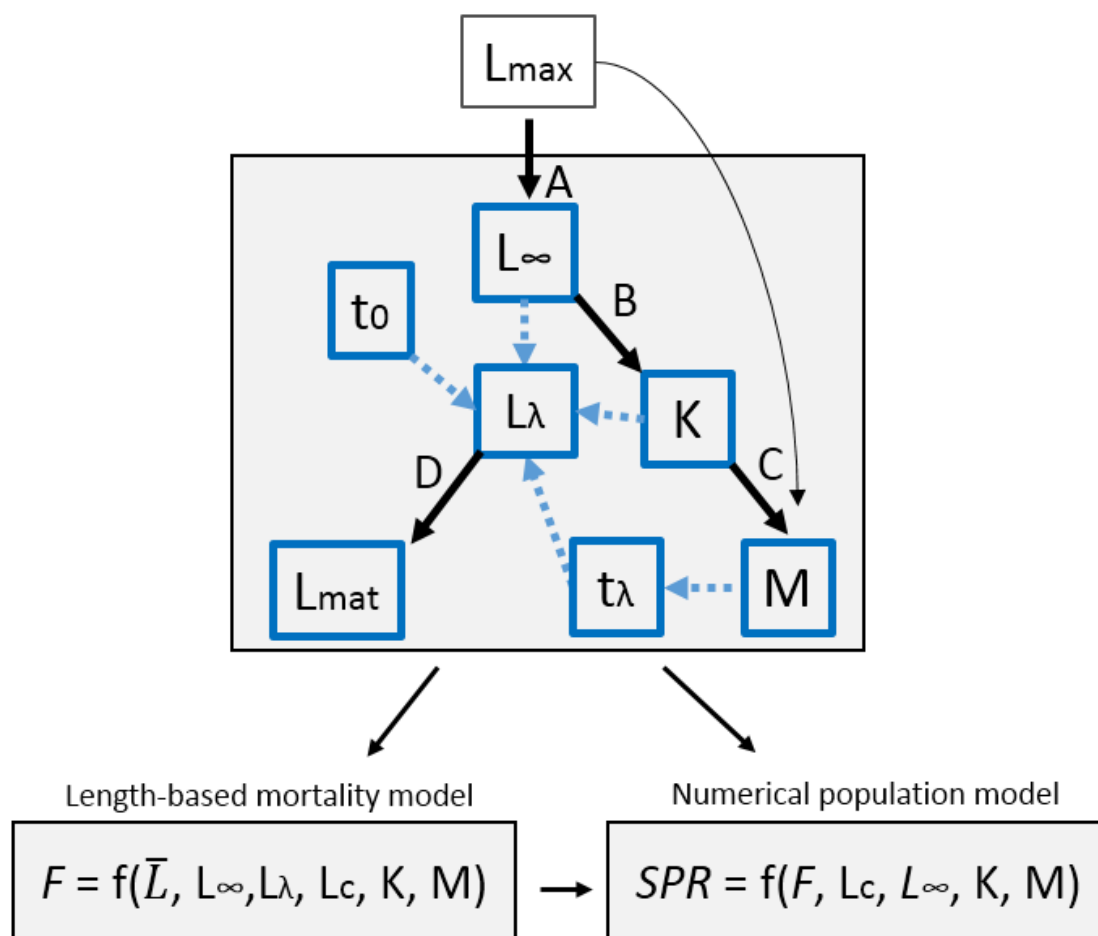 Lmax
A
L∞
B
t0
Lλ
K
D
C
Lmat
tλ
M
Length-based mortality model
Numerical population model
F = f(L̅, L∞,Lλ, Lc, K, M)
SPR = f(F, Lc, L∞, K, M)